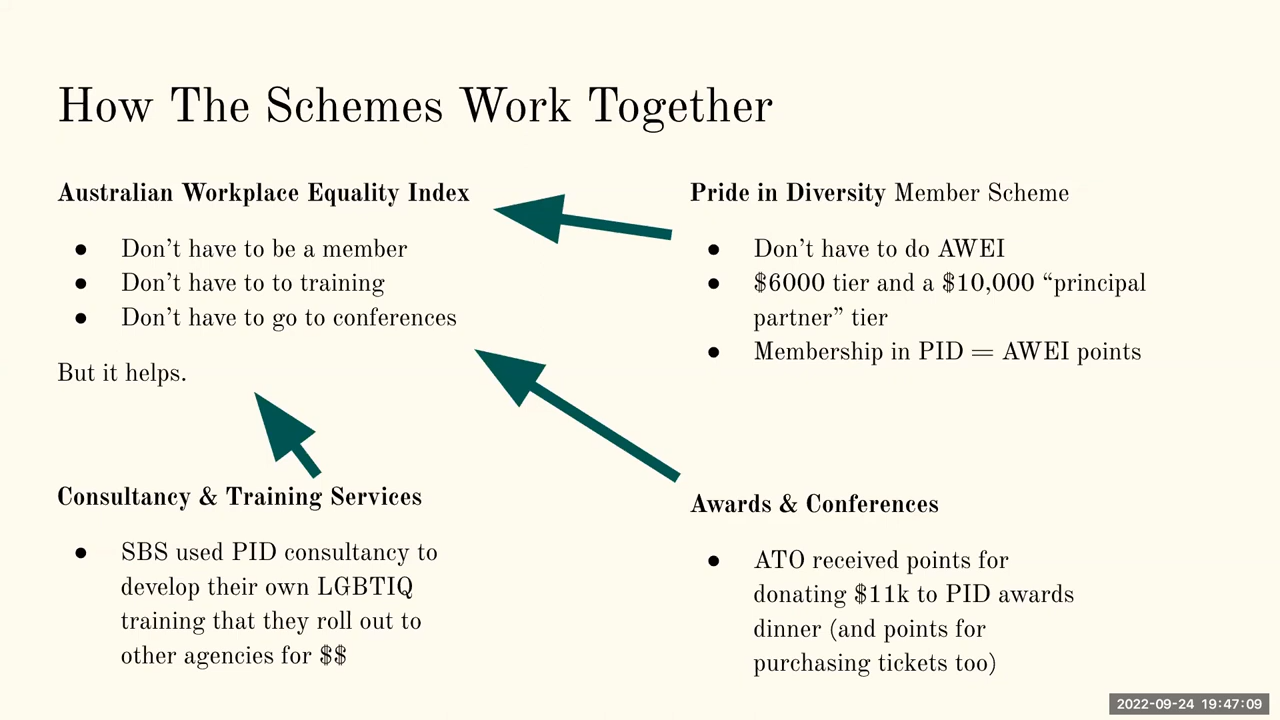 How The Schemes Work Together
Australian Workplace Equality Index
● Don't have to be a member
● Don't have to to training
● Don't have to go to conferences
But it helps.
Pride in Diversity Member Scheme
● Don't have to do AWEI
● $6000 tier and a $10,000 “principal
partner” tier
● Membership in PID = AWEI points
Consultancy & Training Services
● SBS used PID consultancy to
develop their own LGBTIQ
training that they roll out to
other agencies for $$
Awards & Conferences
● ATO received points for
donating $11k to PID awards
dinner (and points for
purchasing tickets too)
2022-09-24 19:47:09